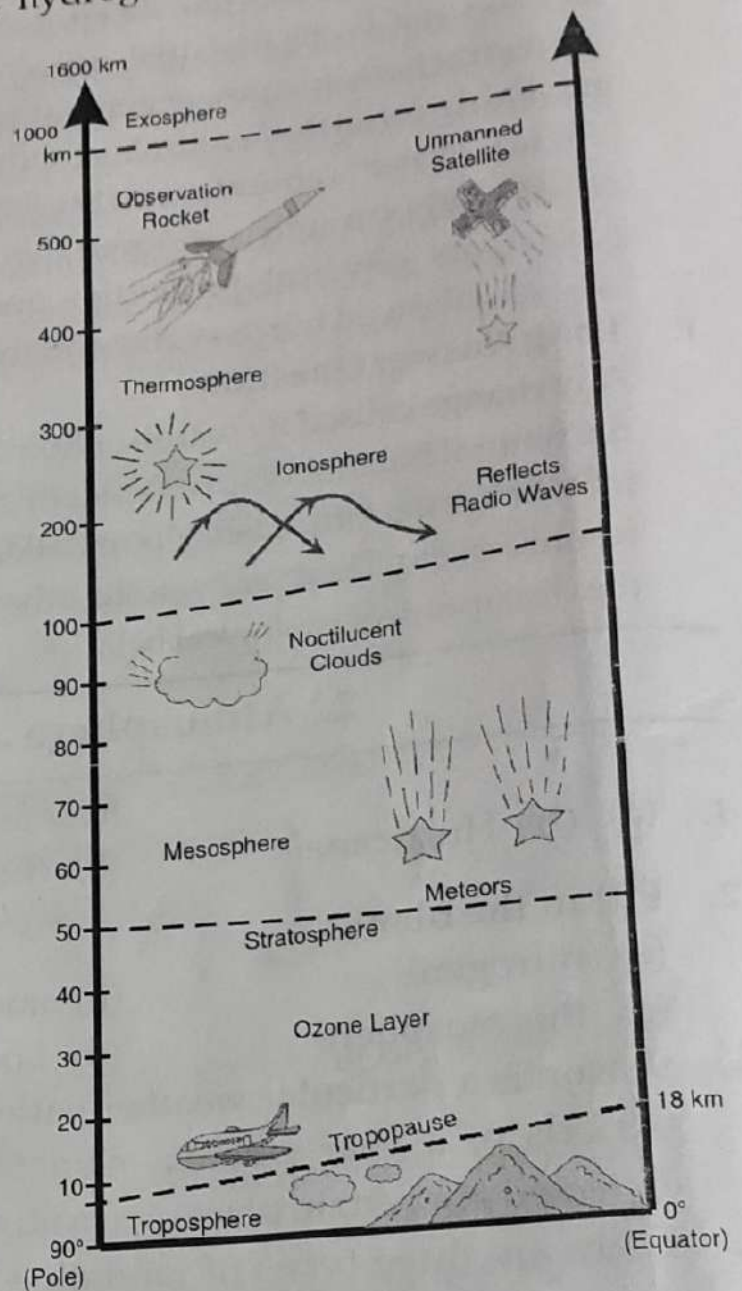 1600 km
1000
km
Exosphere
Unmanned
Satellite
Observation
Rocket
500
400
Thermosphere
300
Ionosphere
Reflects
Radio Waves
200
100
Noctilucent
Clouds
90
80
70
Mesosphere
60
Meteors
50
Stratosphere
40
Ozone Layer
30
20
Tropopause
18 km
10
Troposphere
0°
90°
(Equator)
(Pole)